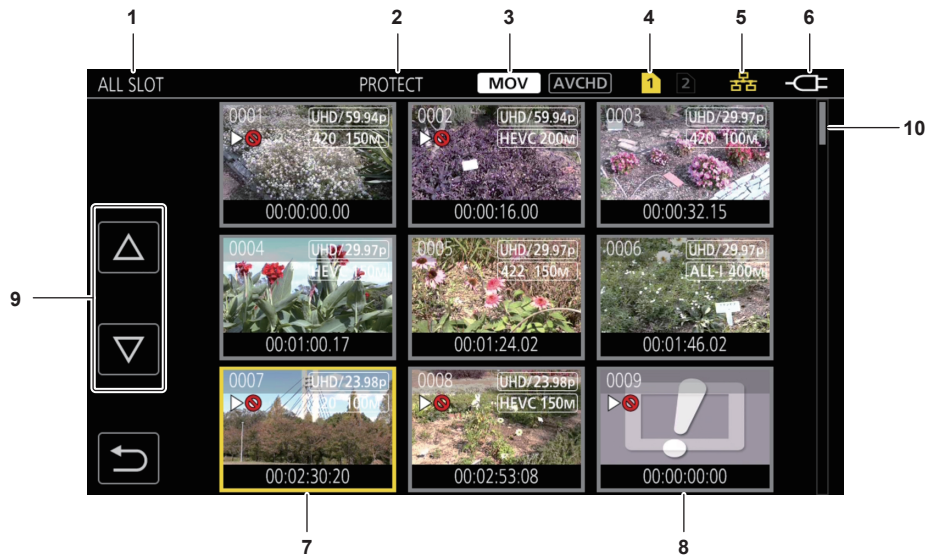 1 2 3 4 5 6
ALL SLOT PROTECT MOV AVCHD 1 2
0001 UHD/59.94p 0002 UHD/59.94p 0003 UHD/29.97p
420 150M HEVC 200M 420 100M
00:00:00.00 00:00:16.00 00:00:32.15
10
0004 UHD/29.97p 0005 UHD/29.97p 0006 UHD/29.97p
HEVC 150M 422 150M ALL-I 400M
00:01:00.17 00:01:24.02 00:01:46.02
9
0007 UHD/23.98p 0008 UHD/23.98p 0009
420 100M HEVC 150M
00:02:30:20 00:02:53:08 00:00:00:00
7 8